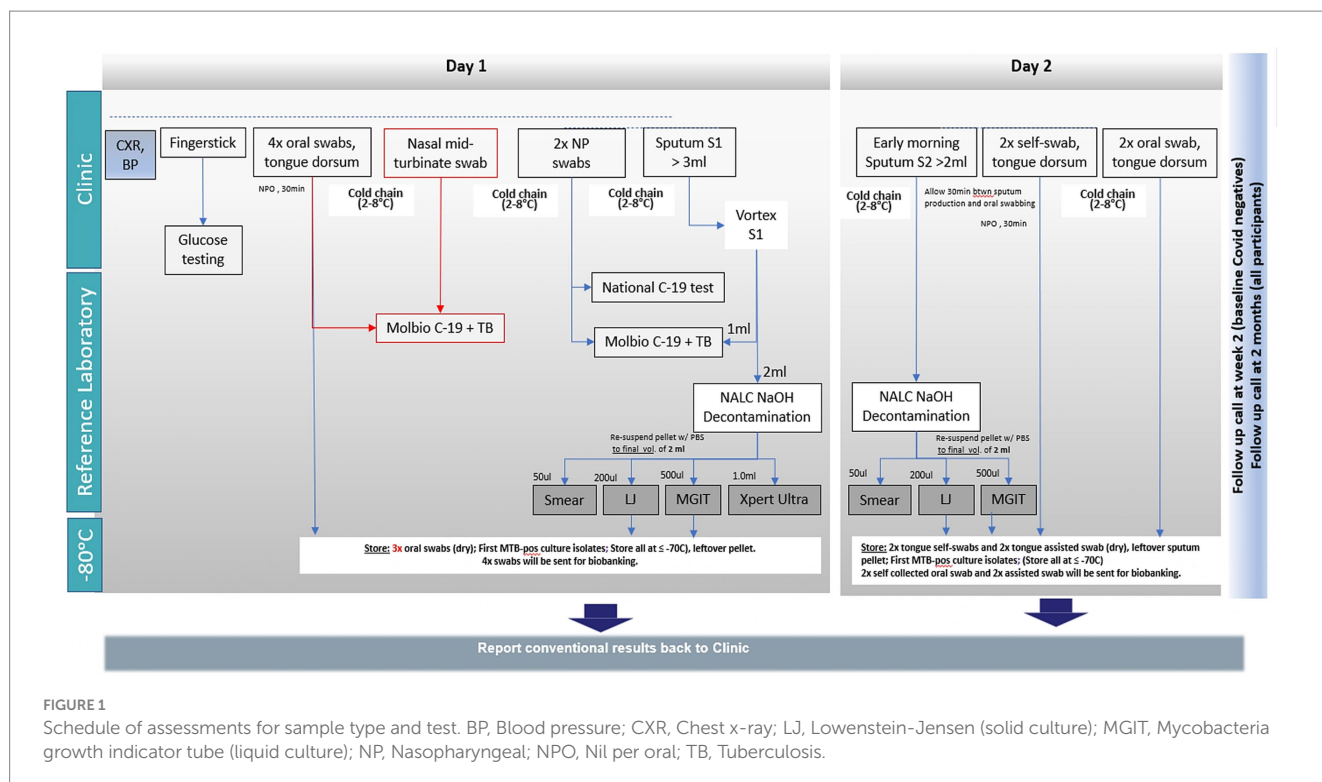 Day 1
Day 2
Clinic
Reference Laboratory
-80°C
CXR,
BP
Fingerstick
4x oral swabs,
tongue dorsum
Nasal mid-
turbinate swab
2x NP
swabs
Sputum S1
> 3ml
NPO , 30min
Cold chain
(2-8°C)
Cold chain
(2-8°C)
Cold chain
(2-8°C)
Glucose
testing
Vortex
S1
National C-19 test
Molbio C-19 + TB
Molbio C-19 + TB
1ml
2ml
NALC NaOH
Decontamination
Re-suspend pellet w/ PBS
to final vol. of 2 ml
50ul
200ul
500ul
1.0ml
Smear
LJ
MGIT
Xpert Ultra
Store: 3x oral swabs (dry); First MTB-pos culture isolates; Store all at ≤ -70C), leftover pellet.
4x swabs will be sent for biobanking.
Early morning
Sputum S2 >2ml
2x self-swab,
tongue dorsum
2x oral swab,
tongue dorsum
Cold chain
(2-8°C)
Allow 30min btwn sputum
production and oral swabbing
NPO , 30min
Cold chain
(2-8°C)
NALC NaOH
Decontamination
Re-suspend pellet w/ PBS
to final vol. of 2 ml
50ul
200ul
500ul
Smear
LJ
MGIT
Store: 2x tongue self-swabs and 2x tongue assisted swab (dry), leftover sputum
pellet; First MTB-pos culture isolates; (Store all at ≤ -70C)
2x self collected oral swab and 2x assisted swab will be sent for biobanking.
Follow up call at week 2 (baseline Covid negatives)
Follow up call at 2 months (all participants)
Report conventional results back to Clinic
FIGURE 1
Schedule of assessments for sample type and test. BP, Blood pressure; CXR, Chest x-ray; LJ, Lowenstein-Jensen (solid culture); MGIT, Mycobacteria
growth indicator tube (liquid culture); NP, Nasopharyngeal; NPO, Nil per oral; TB, Tuberculosis.